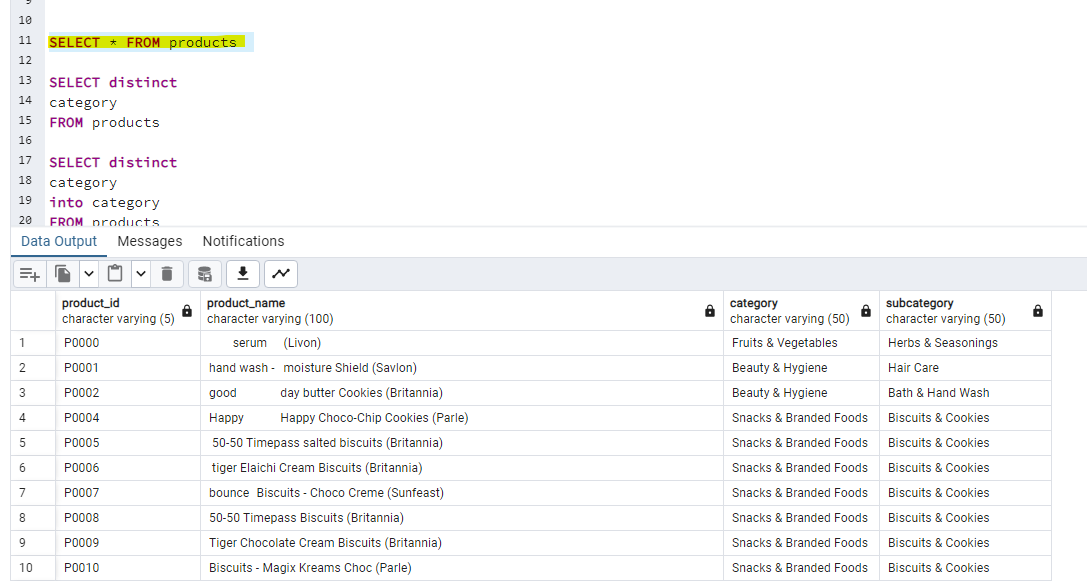 9
10
11 SELECT * FROM products
12
13 SELECT distinct
14 category
15 FROM products
16
17 SELECT distinct
18 category
19 into category
20 FROM products
Data Output Messages Notifications
product_id product_name category subcategory
character varying (5) character varying (100) character varying (50) character varying (50)
1 P0000 serum (Livon) Fruits & Vegetables Herbs & Seasonings
2 P0001 hand wash - moisture Shield (Savlon) Beauty & Hygiene Hair Care
3 P0002 good day butter Cookies (Britannia) Beauty & Hygiene Bath & Hand Wash
4 P0004 Happy Happy Choco-Chip Cookies (Parle) Snacks & Branded Foods Biscuits & Cookies
5 P0005 50-50 Timepass salted biscuits (Britannia) Snacks & Branded Foods Biscuits & Cookies
6 P0006 tiger Elaichi Cream Biscuits (Britannia) Snacks & Branded Foods Biscuits & Cookies
7 P0007 bounce Biscuits - Choco Creme (Sunfeast) Snacks & Branded Foods Biscuits & Cookies
8 P0008 50-50 Timepass Biscuits (Britannia) Snacks & Branded Foods Biscuits & Cookies
9 P0009 Tiger Chocolate Cream Biscuits (Britannia) Snacks & Branded Foods Biscuits & Cookies
10 P0010 Biscuits - Magix Kreams Choc (Parle) Snacks & Branded Foods Biscuits & Cookies